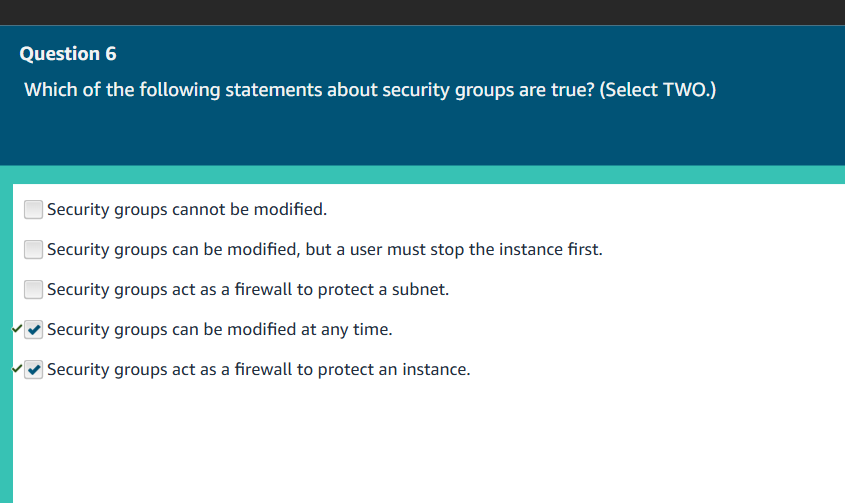 Question 6
Which of the following statements about security groups are true? (Select TWO.)
Security groups cannot be modified.
Security groups can be modified, but a user must stop the instance first.
Security groups act as a firewall to protect a subnet.
Security groups can be modified at any time.
Security groups act as a firewall to protect an instance.